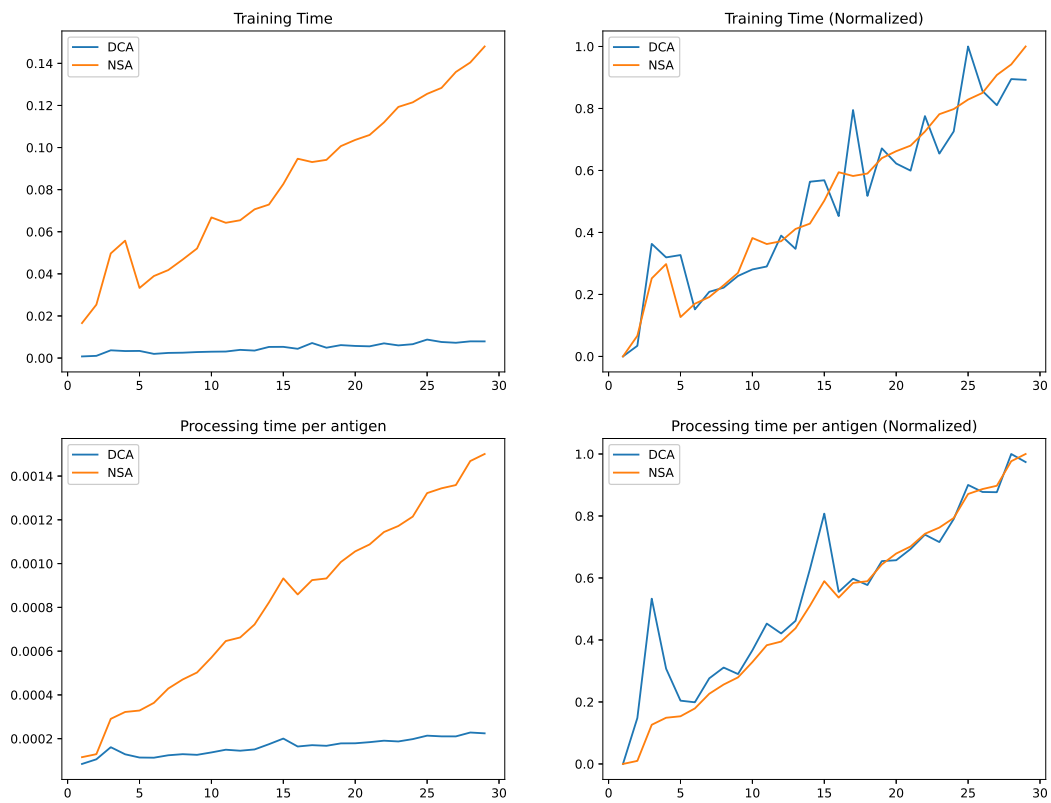 Training Time
DCA
NSA
0.14
0.12
0.10
0.08
0.06
0.04
0.02
0.00
0 5 10 15 20 25 30
Training Time (Normalized)
DCA
NSA
1.0
0.8
0.6
0.4
0.2
0.0
0 5 10 15 20 25 30
Processing time per antigen
DCA
NSA
0.0014
0.0012
0.0010
0.0008
0.0006
0.0004
0.0002
0 5 10 15 20 25 30
Processing time per antigen (Normalized)
DCA
NSA
1.0
0.8
0.6
0.4
0.2
0.0
0 5 10 15 20 25 30